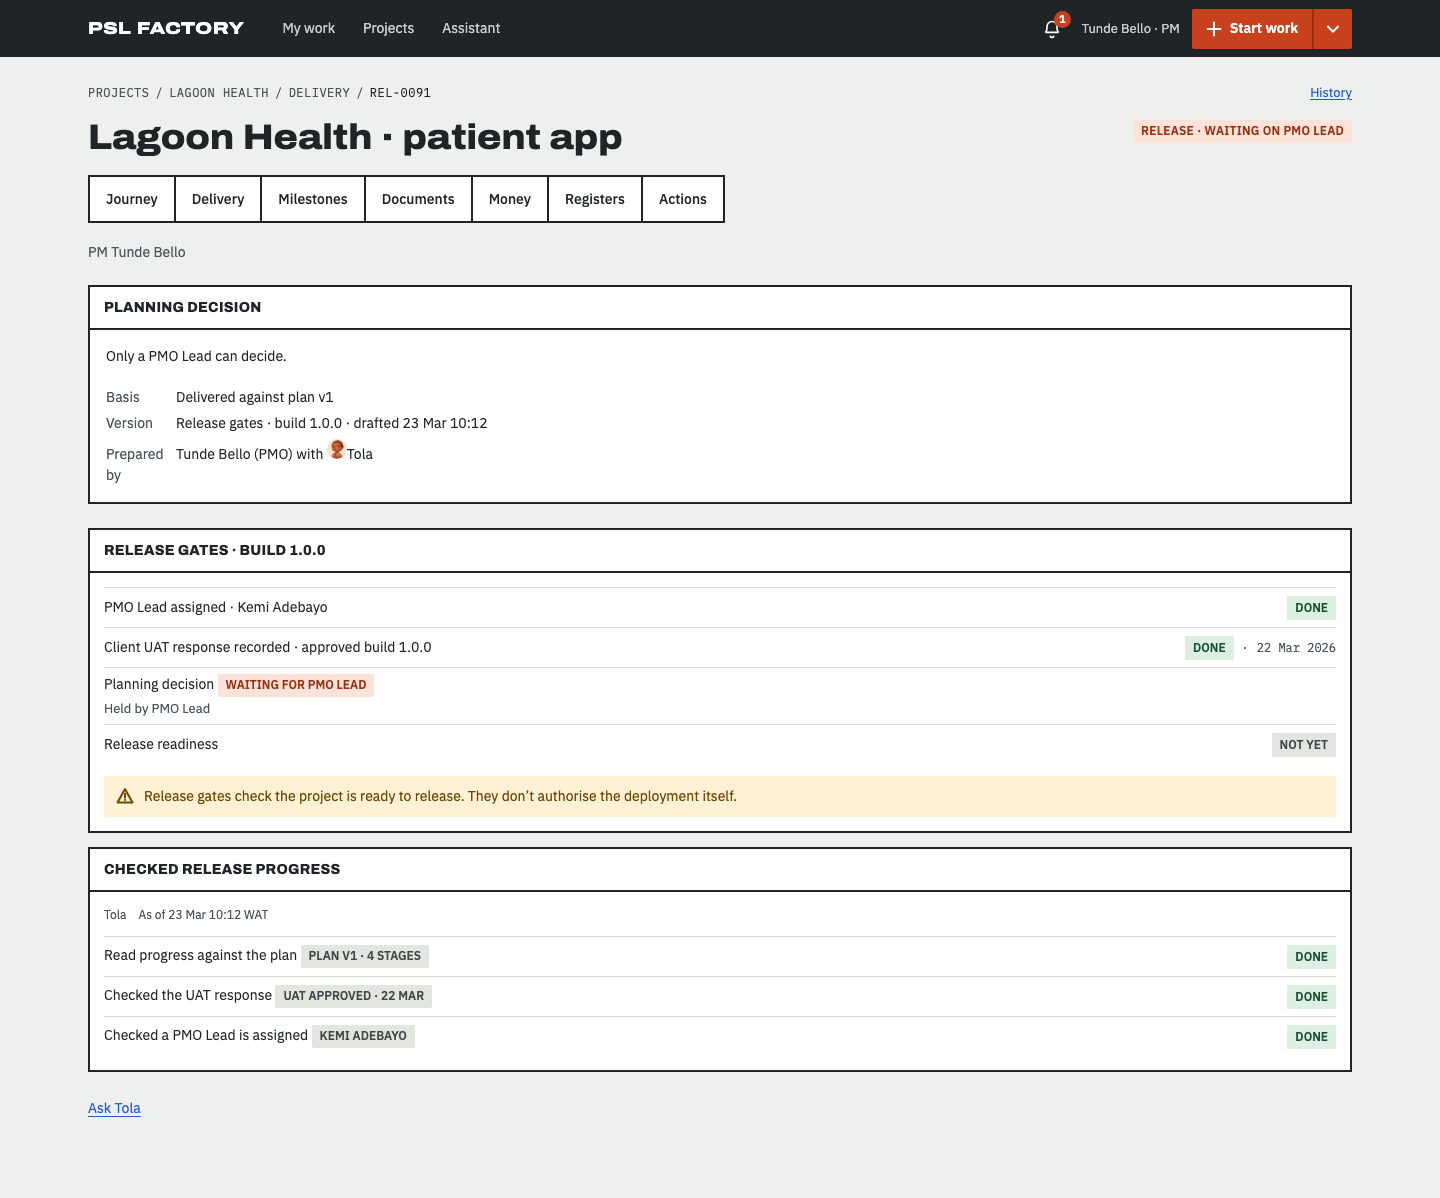 PSL FACTORY
My work
Projects
Assistant
1
Tunde Bello · PM
Start work
PROJECTS / LAGOON HEALTH / DELIVERY / REL-0091
History
Lagoon Health · patient app
RELEASE · WAITING ON PMO LEAD
Journey
Delivery
Milestones
Documents
Money
Registers
Actions
PM Tunde Bello
PLANNING DECISION
Only a PMO Lead can decide.
Basis Delivered against plan v1
Version Release gates · build 1.0.0 · drafted 23 Mar 10:12
Prepared by Tunde Bello (PMO) with Tola
RELEASE GATES · BUILD 1.0.0
PMO Lead assigned · Kemi Adebayo DONE
Client UAT response recorded · approved build 1.0.0 DONE · 22 Mar 2026
Planning decision WAITING FOR PMO LEAD
Held by PMO Lead
Release readiness NOT YET
Release gates check the project is ready to release. They don’t authorise the deployment itself.
CHECKED RELEASE PROGRESS
Tola As of 23 Mar 10:12 WAT
Read progress against the plan PLAN V1 · 4 STAGES DONE
Checked the UAT response UAT APPROVED · 22 MAR DONE
Checked a PMO Lead is assigned KEMI ADEBAYO DONE
Ask Tola